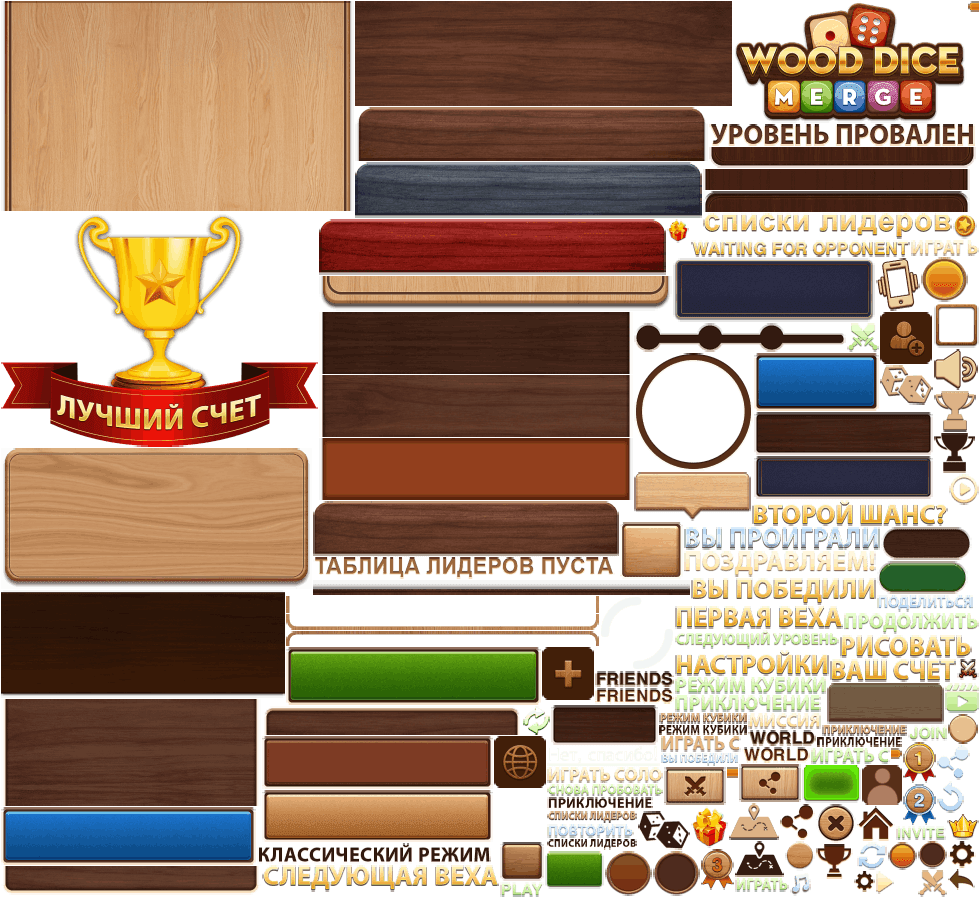 WOOD DICE
MERGE
УРОВЕНЬ ПРОВАЛЕН
СПИСКИ ЛИДЕРОВ
WAITING FOR OPPONENT
ИГРАТЬ
ЛУЧШИЙ СЧЕТ
ВТОРОЙ ШАНС?
ВЫ ПРОИГРАЛИ
ПОЗДРАВЛЯЕМ!
ТАБЛИЦА ЛИДЕРОВ ПУСТА
ВЫ ПОБЕДИЛИ
ПОДЕЛИТЬСЯ
ПЕРВАЯ ВЕХА
ПРОДОЛЖИТЬ
СЛЕДУЮЩИЙ УРОВЕНЬ
РИСОВАТЬ
НАСТРОЙКИ
ВАШ СЧЕТ
FRIENDS
FRIENDS
РЕЖИМ КУБИКИ
ПРИКЛЮЧЕНИЕ
РЕЖИМ КУБИКИ
РЕЖИМ КУБИКИ
МИССИЯ
ПРИКЛЮЧЕНИЕ
ПРИКЛЮЧЕНИЕ
JOIN
WORLD
WORLD
ИГРАТЬ С
ВЫ ПОБЕДИЛИ
ИГРАТЬ С
1
ИГРАТЬ СОЛО
СНОВА ПРОБОВАТЬ
ПРИКЛЮЧЕНИЕ
СПИСКИ ЛИДЕРОВ
2
ПОВТОРИТЬ
СПИСКИ ЛИДЕРОВ
INVITE
КЛАССИЧЕСКИЙ РЕЖИМ
СЛЕДУЮЩАЯ ВЕХА
3
PLAY
ИГРАТЬ